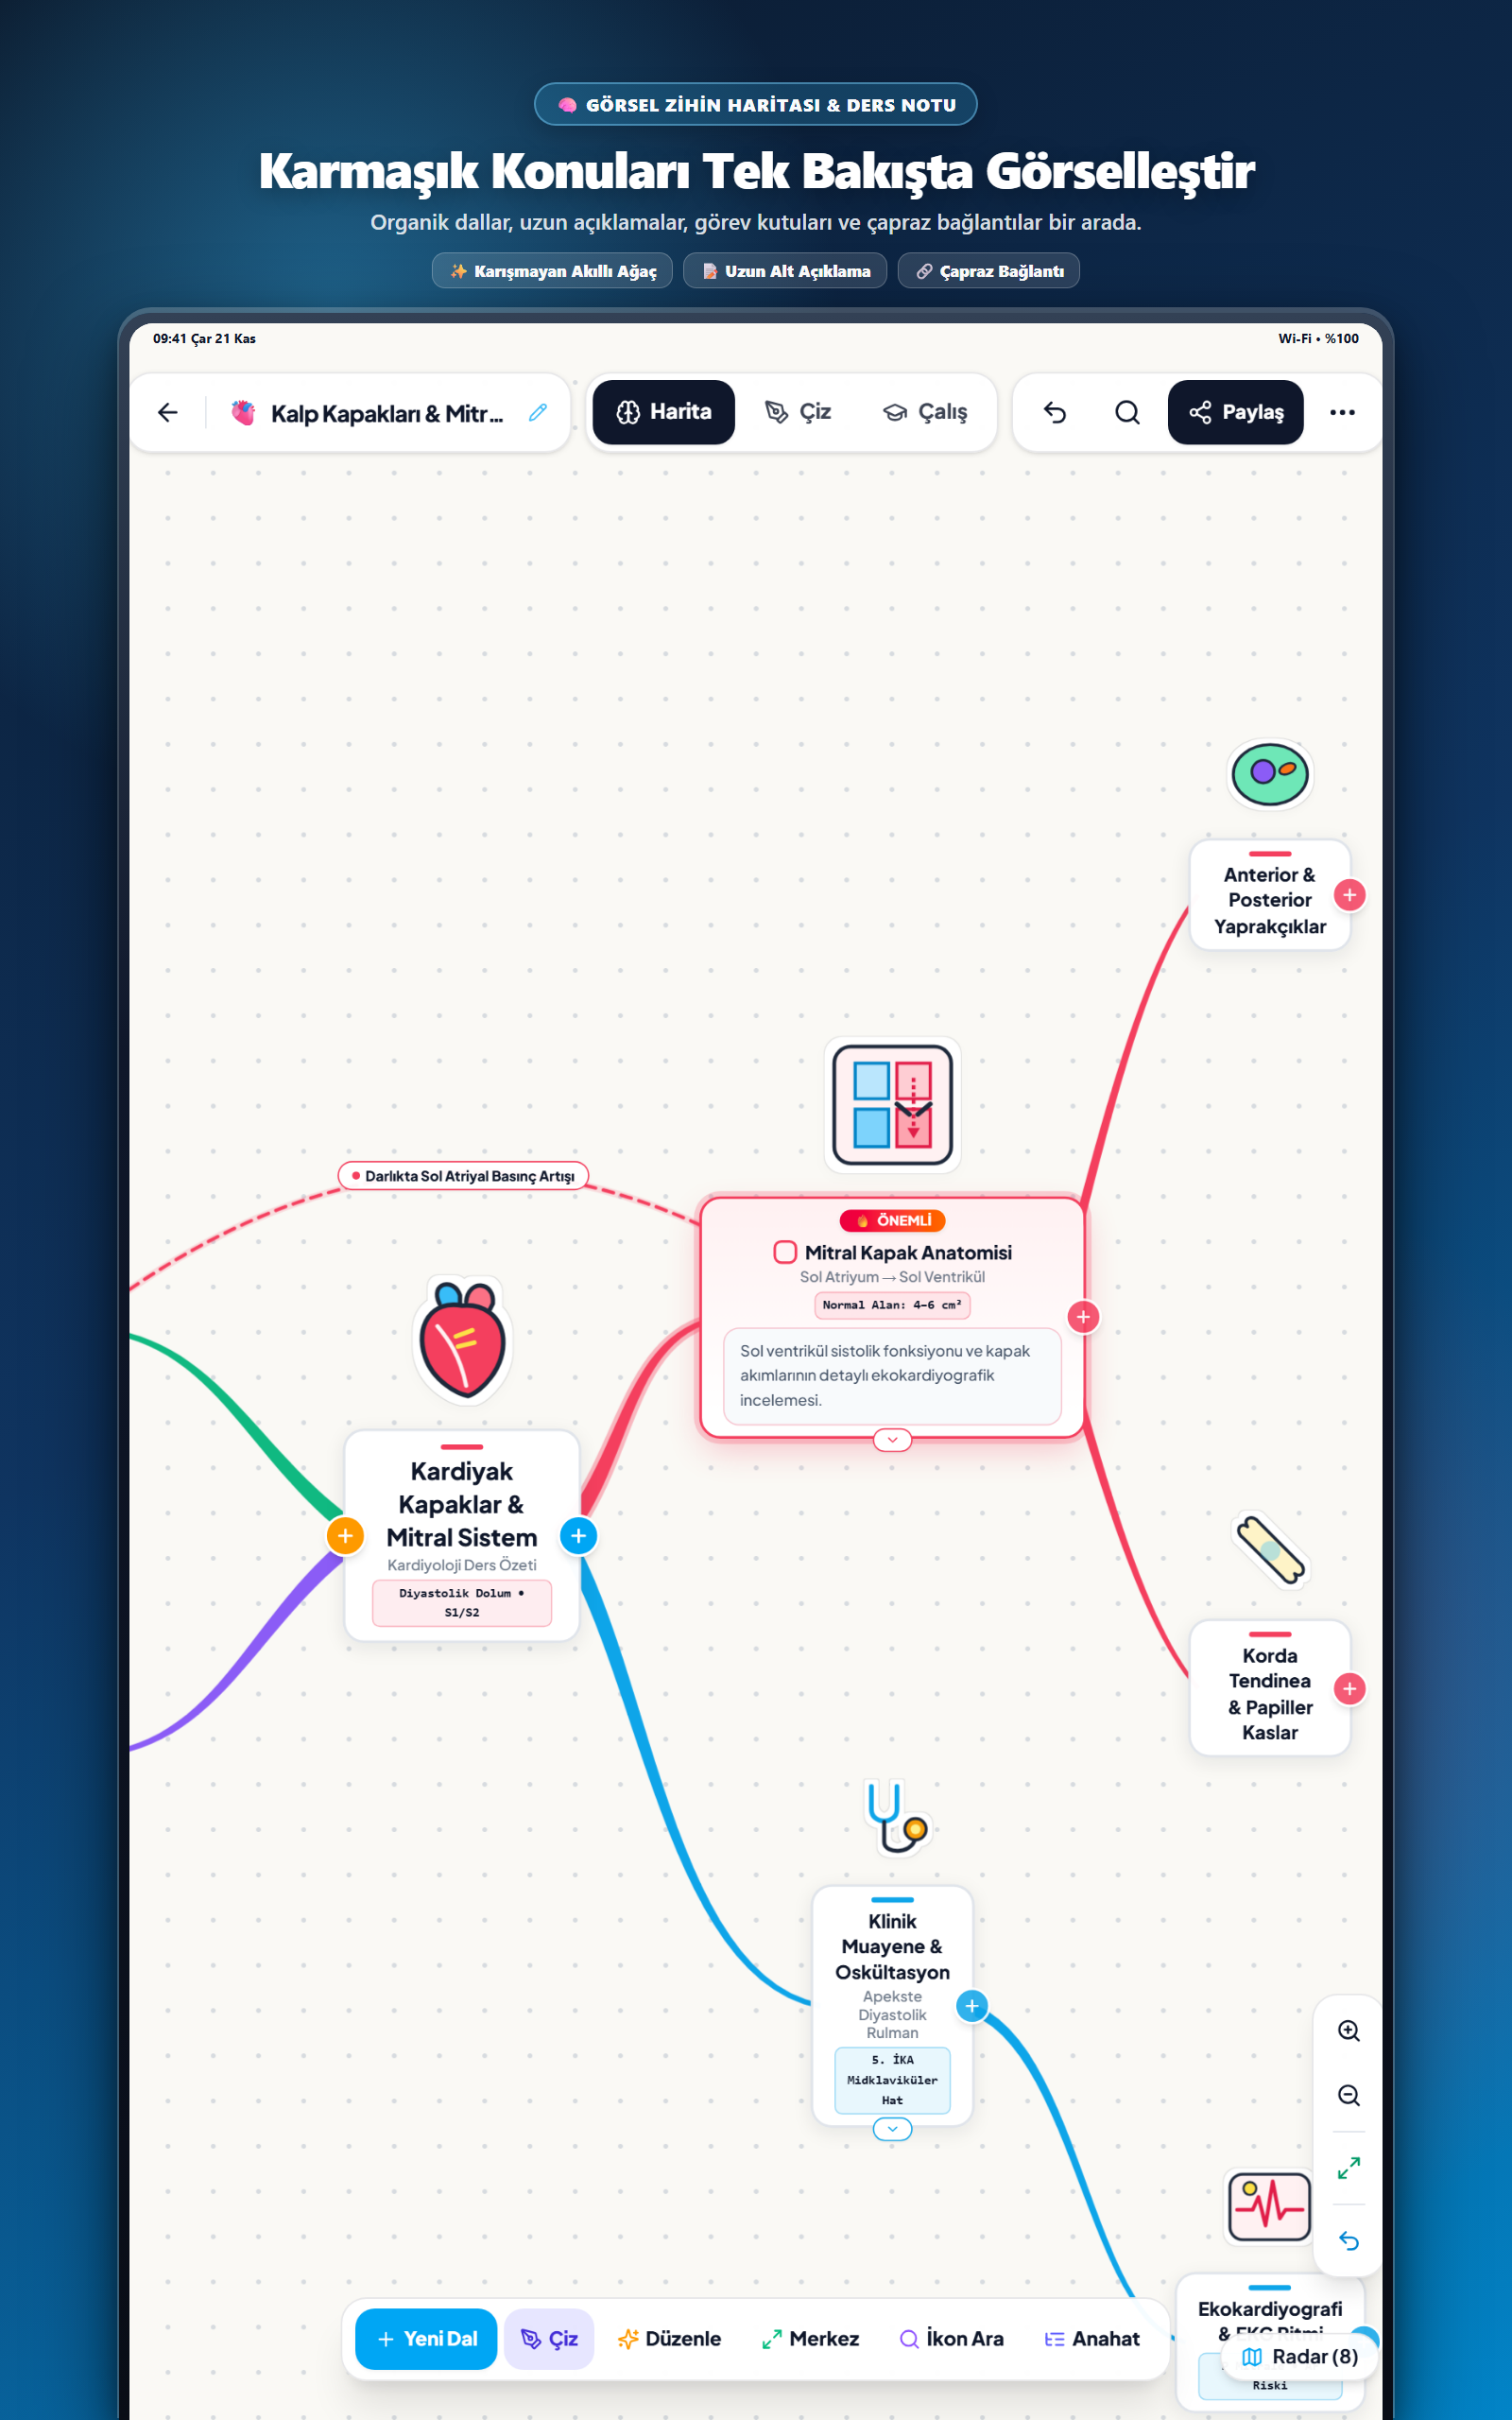 🧠 GÖRSEL ZİHİN HARİTASI & DERS NOTU
Karmaşık Konuları Tek Bakışta Görselleştir
Organik dallar, uzun açıklamalar, görev kutuları ve çapraz bağlantılar bir arada.
✨ Karışmayan Akıllı Ağaç
📝 Uzun Alt Açıklama
🔗 Çapraz Bağlantı
09:41 Çar 21 Kas
Wi-Fi • %100
Kalp Kapakları & Mitr...
Harita
Çiz
Çalış
Paylaş
Anterior &
Posterior
Yaprakçıklar
Darlıkta Sol Atriyal Basınç Artışı
🔥 ÖNEMLİ
Mitral Kapak Anatomisi
Sol Atriyum → Sol Ventrikül
Normal Alan: 4–6 cm²
Sol ventrikül sistolik fonksiyonu ve kapak
akımlarının detaylı ekokardiyografik
incelemesi.
Kardiyak
Kapaklar &
Mitral Sistem
Kardiyoloji Ders Özeti
Diyastolik Dolum •
S1/S2
Korda
Tendinea
& Papiller
Kaslar
Klinik
Muayene &
Oskültasyon
Apekste
Diyastolik
Rulman
5. İKA
Midklaviküler
Hat
Ekokardiyografi
& EKG Ritmi
Riski
+ Yeni Dal
Çiz
Düzenle
Merkez
İkon Ara
Anahat
Radar (8)